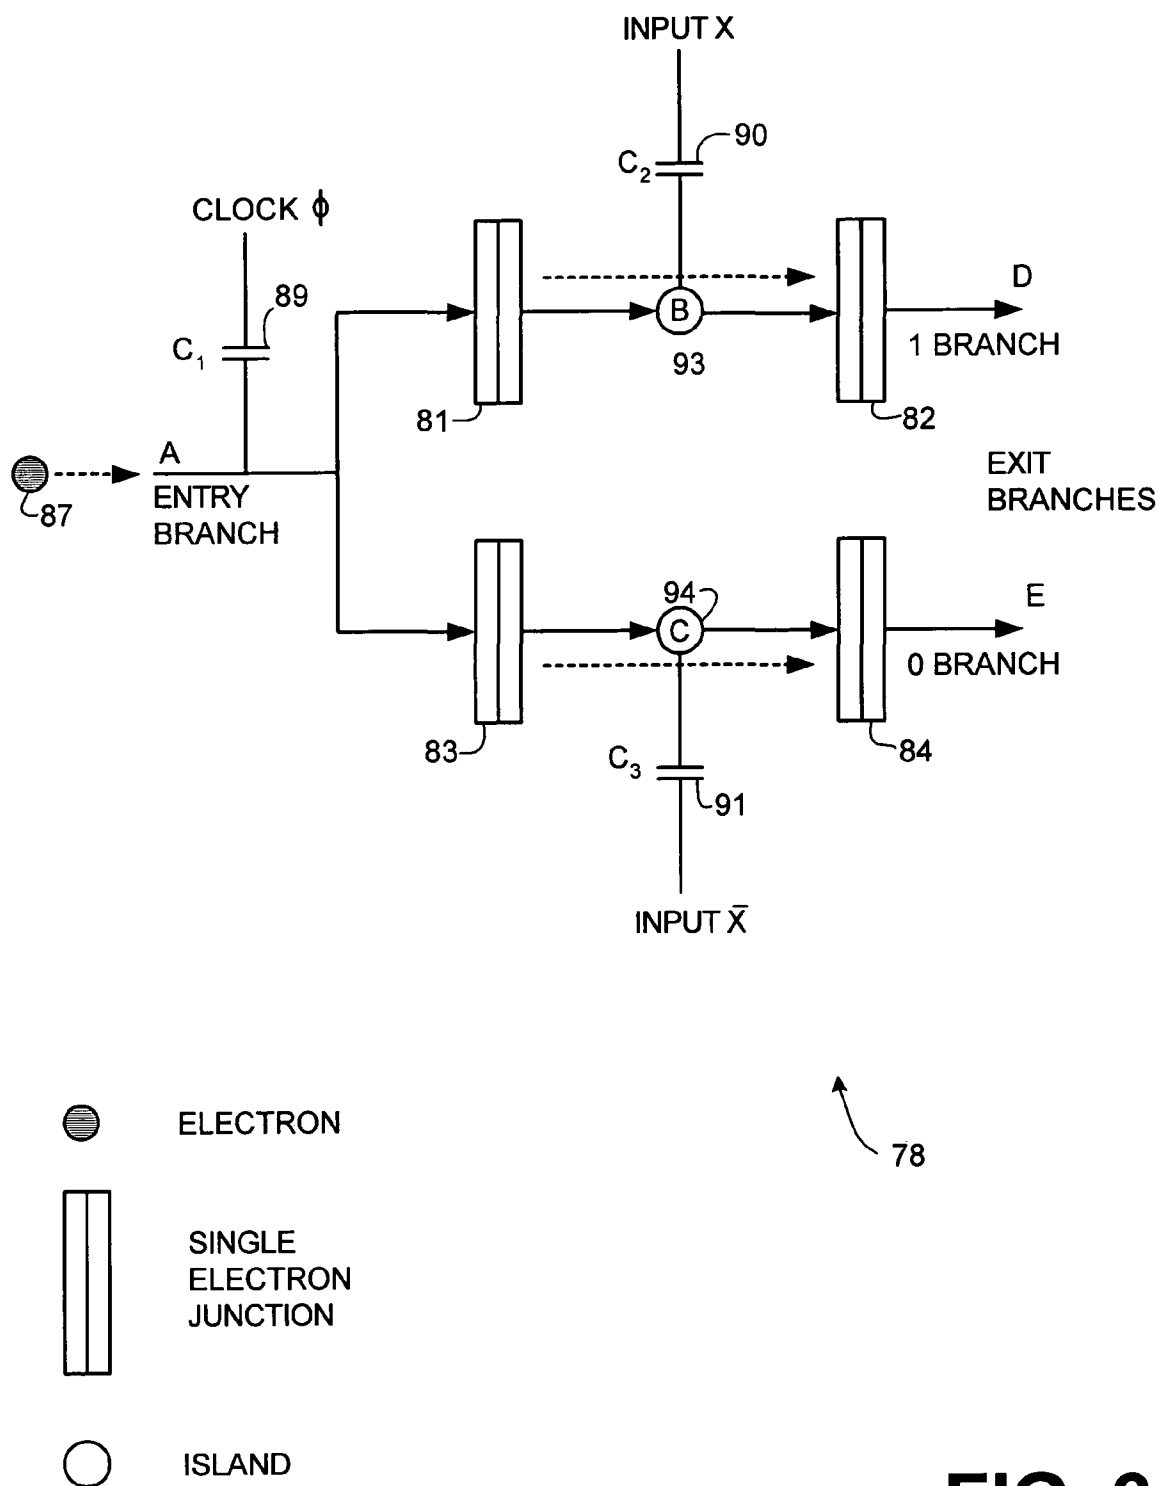 INPUT X
90
C₂
CLOCK ϕ
89
C₁
D
B
1 BRANCH
93
81
82
A
EXIT
BRANCHES
ENTRY
BRANCH
87
94
E
C
0 BRANCH
83
84
C₃
91
INPUT X̄
78
ELECTRON
SINGLE
ELECTRON
JUNCTION
ISLAND
FIG.